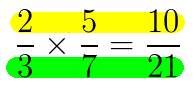 2/3 × 5/7 = 10/21